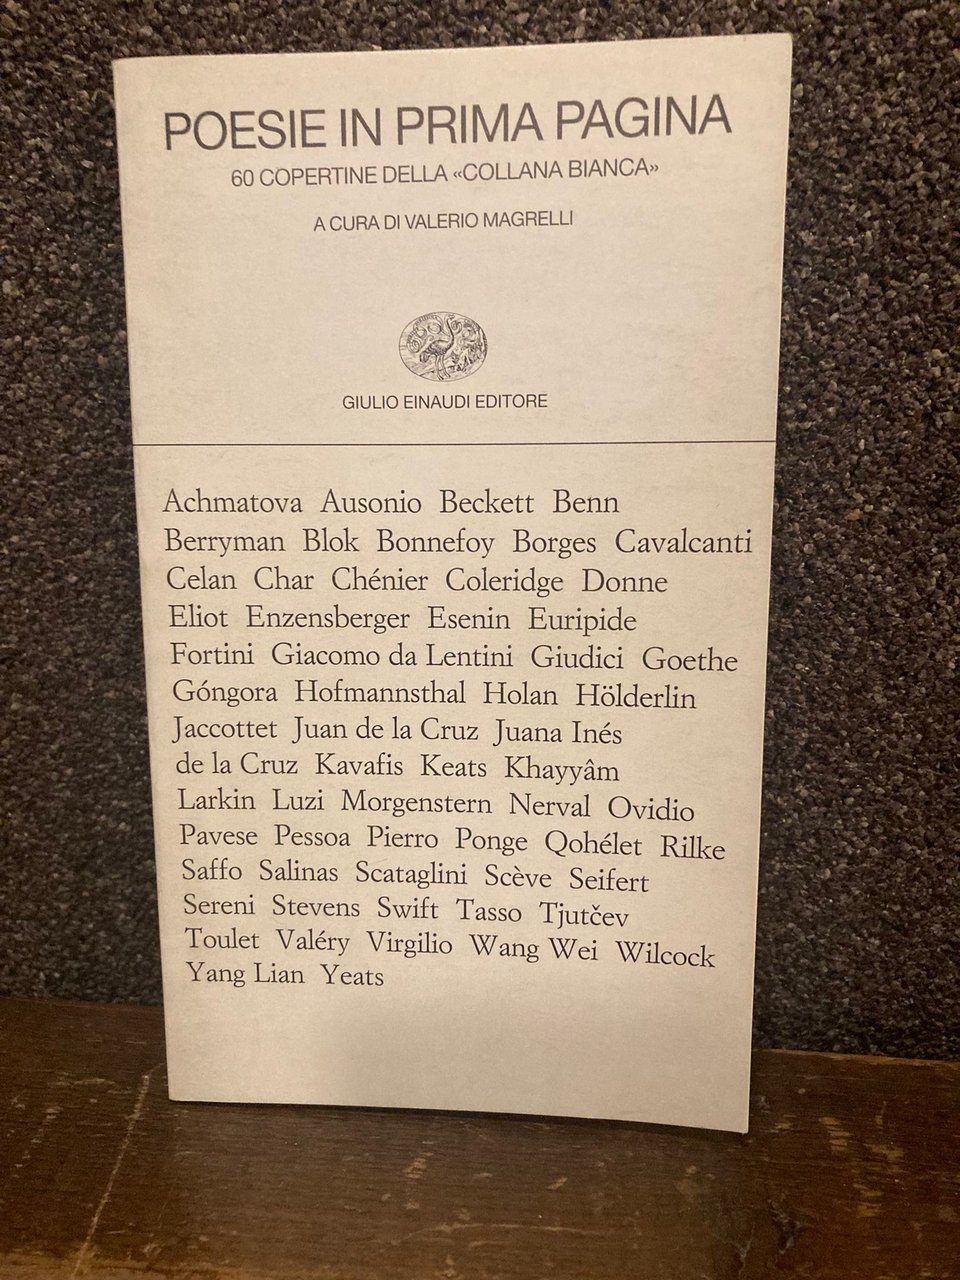 POESIE IN PRIMA PAGINA
60 COPERTINE DELLA «COLLANA BIANCA»
A CURA DI VALERIO MAGRELLI
GIULIO EINAUDI EDITORE
Achmatova Ausonio Beckett Benn
Berryman Blok Bonnefoy Borges Cavalcanti
Celan Char Chénier Coleridge Donne
Eliot Enzensberger Esenin Euripide
Fortini Giacomo da Lentini Giudici Goethe
Góngora Hofmannsthal Holan Hölderlin
Jaccottet Juan de la Cruz Juana Inés
de la Cruz Kavafis Keats Khayyâm
Larkin Luzi Morgenstern Nerval Ovidio
Pavese Pessoa Pierro Ponge Qohélet Rilke
Saffo Salinas Scataglini Scève Seifert
Sereni Stevens Swift Tasso Tjutčev
Toulet Valéry Virgilio Wang Wei Wilcock
Yang Lian Yeats